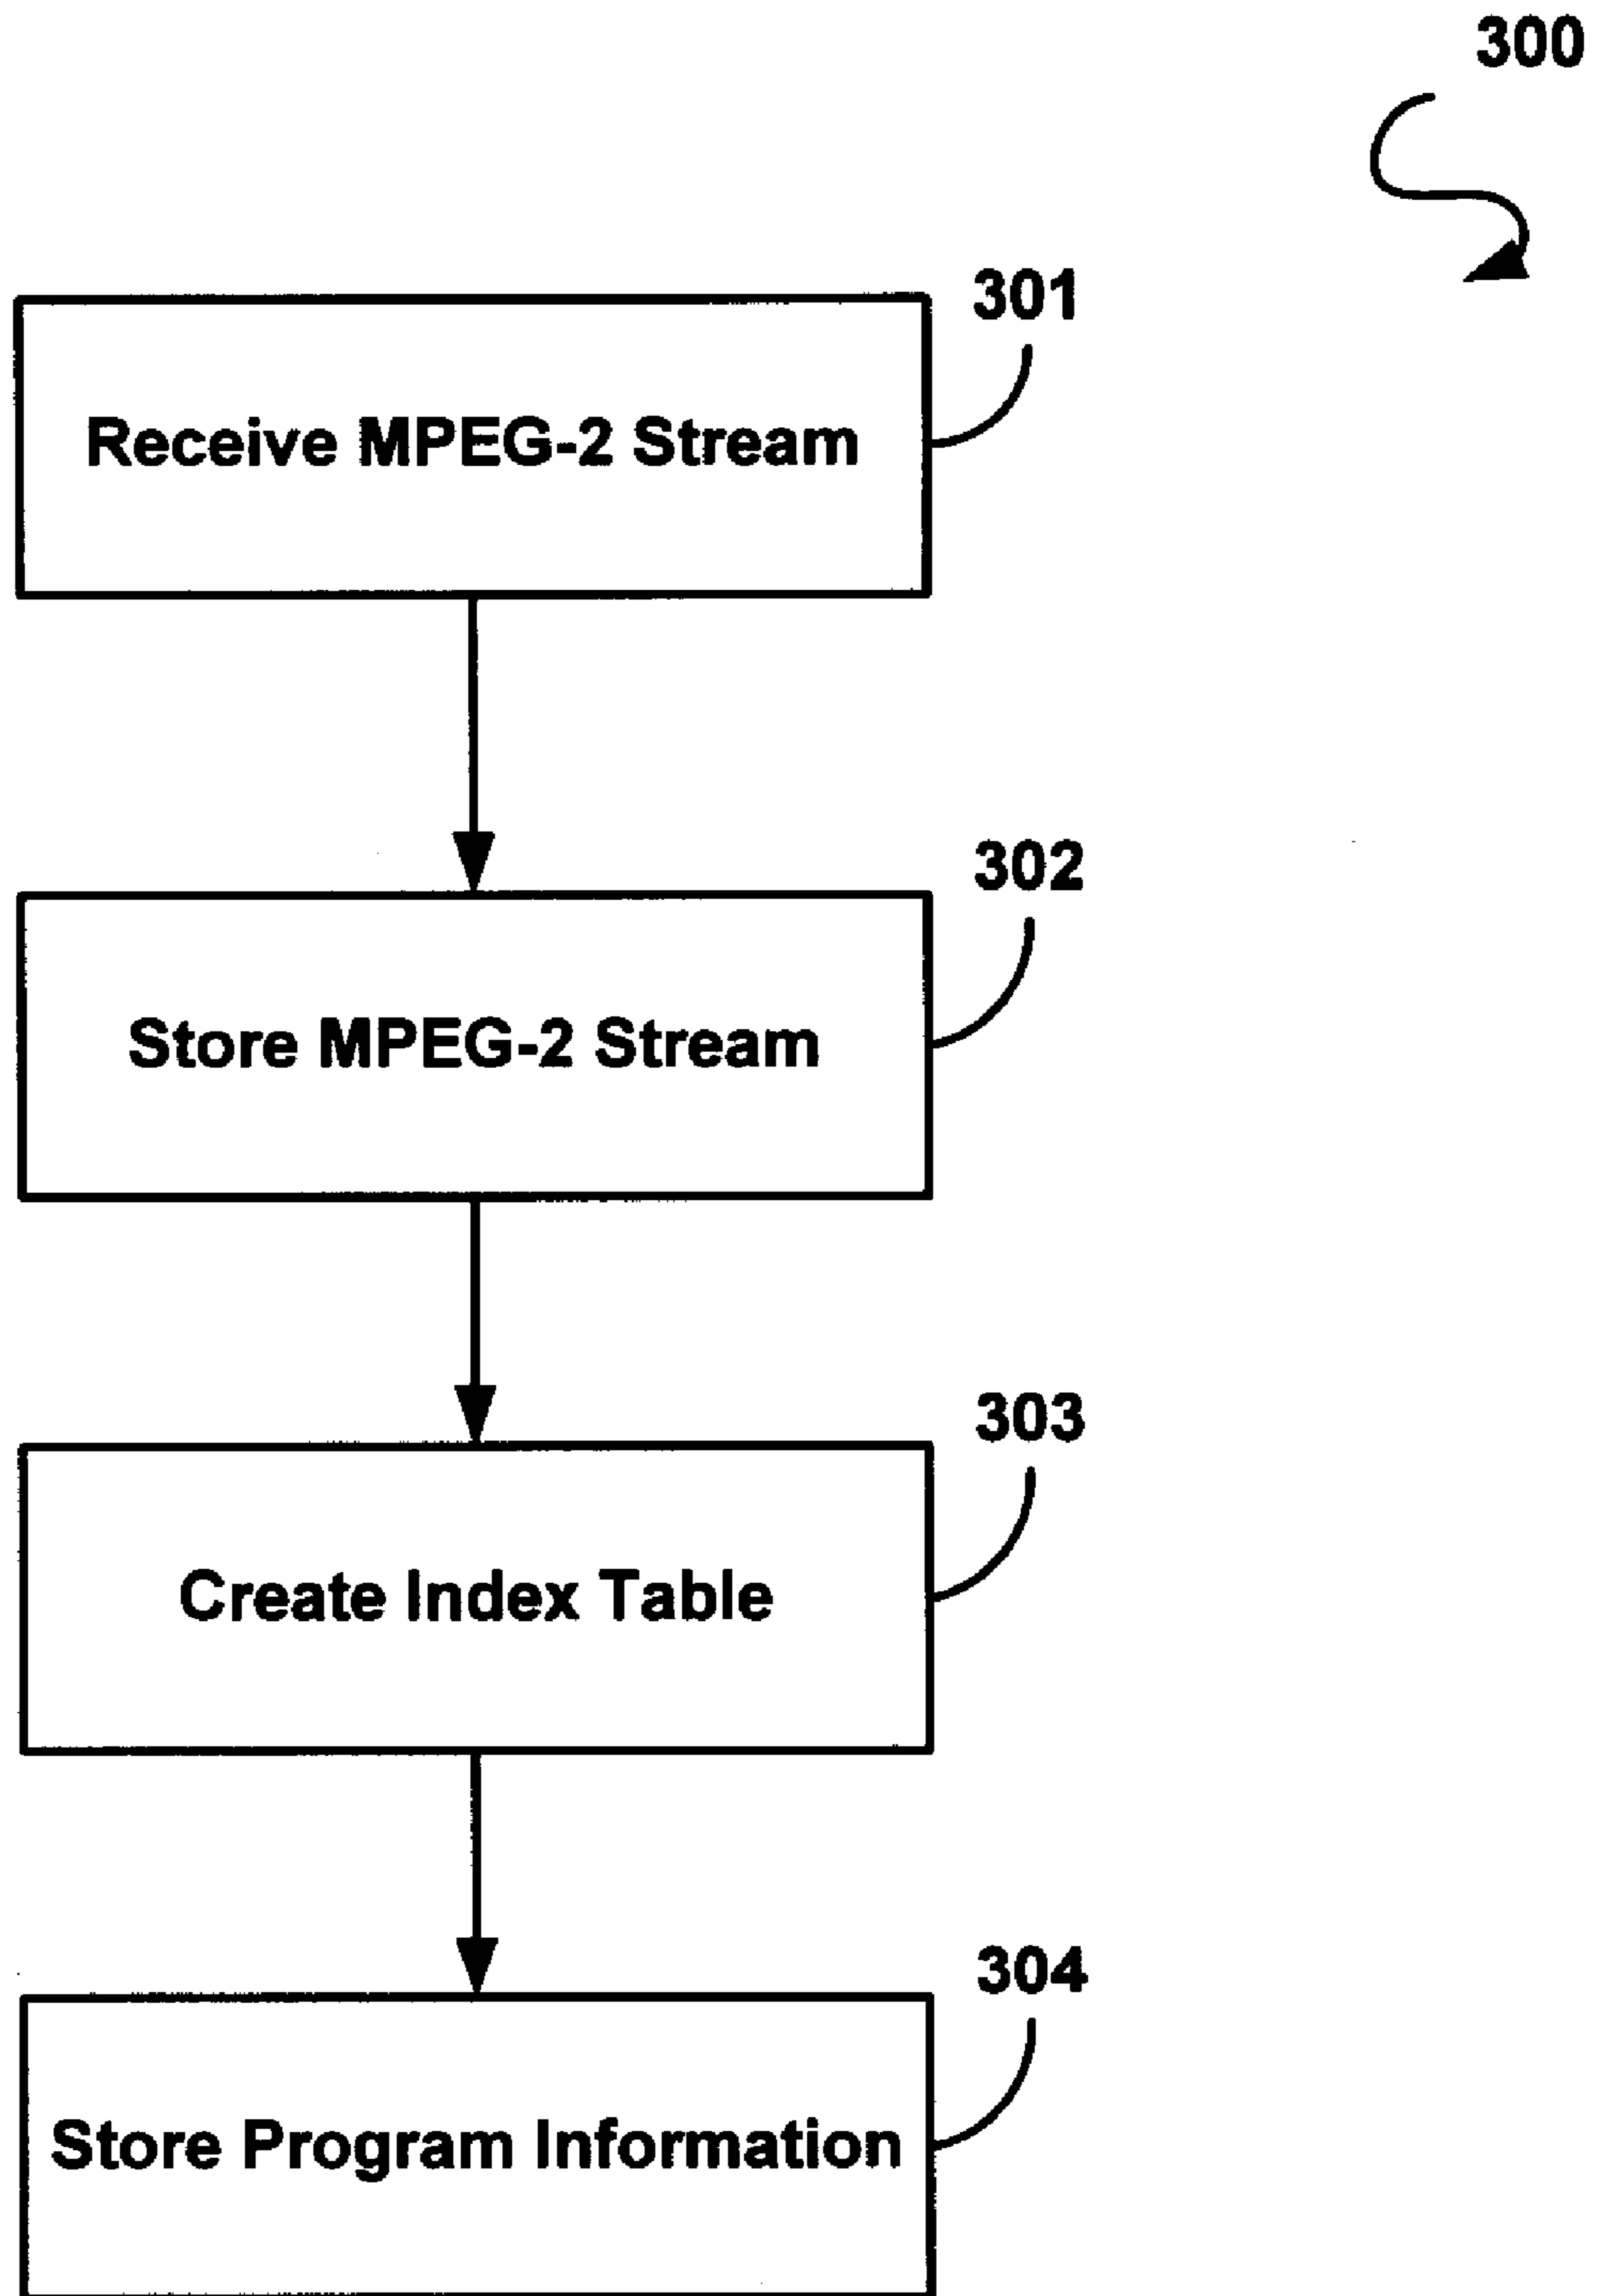 300
301
Receive MPEG-2 Stream
302
Store MPEG-2 Stream
303
Create Index Table
304
Store Program Information